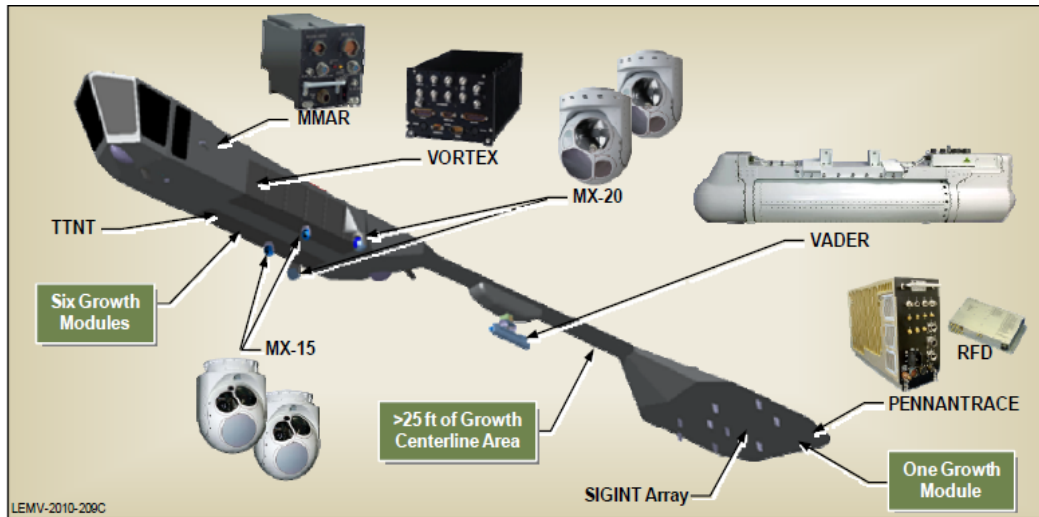 MMAR
VORTEX
MX-20
VADER
TTNT
Six Growth
Modules
MX-15
>25 ft of Growth
Centerline Area
RFD
PENNANTRACE
SIGINT Array
One Growth
Module
LEMV-2010-209C